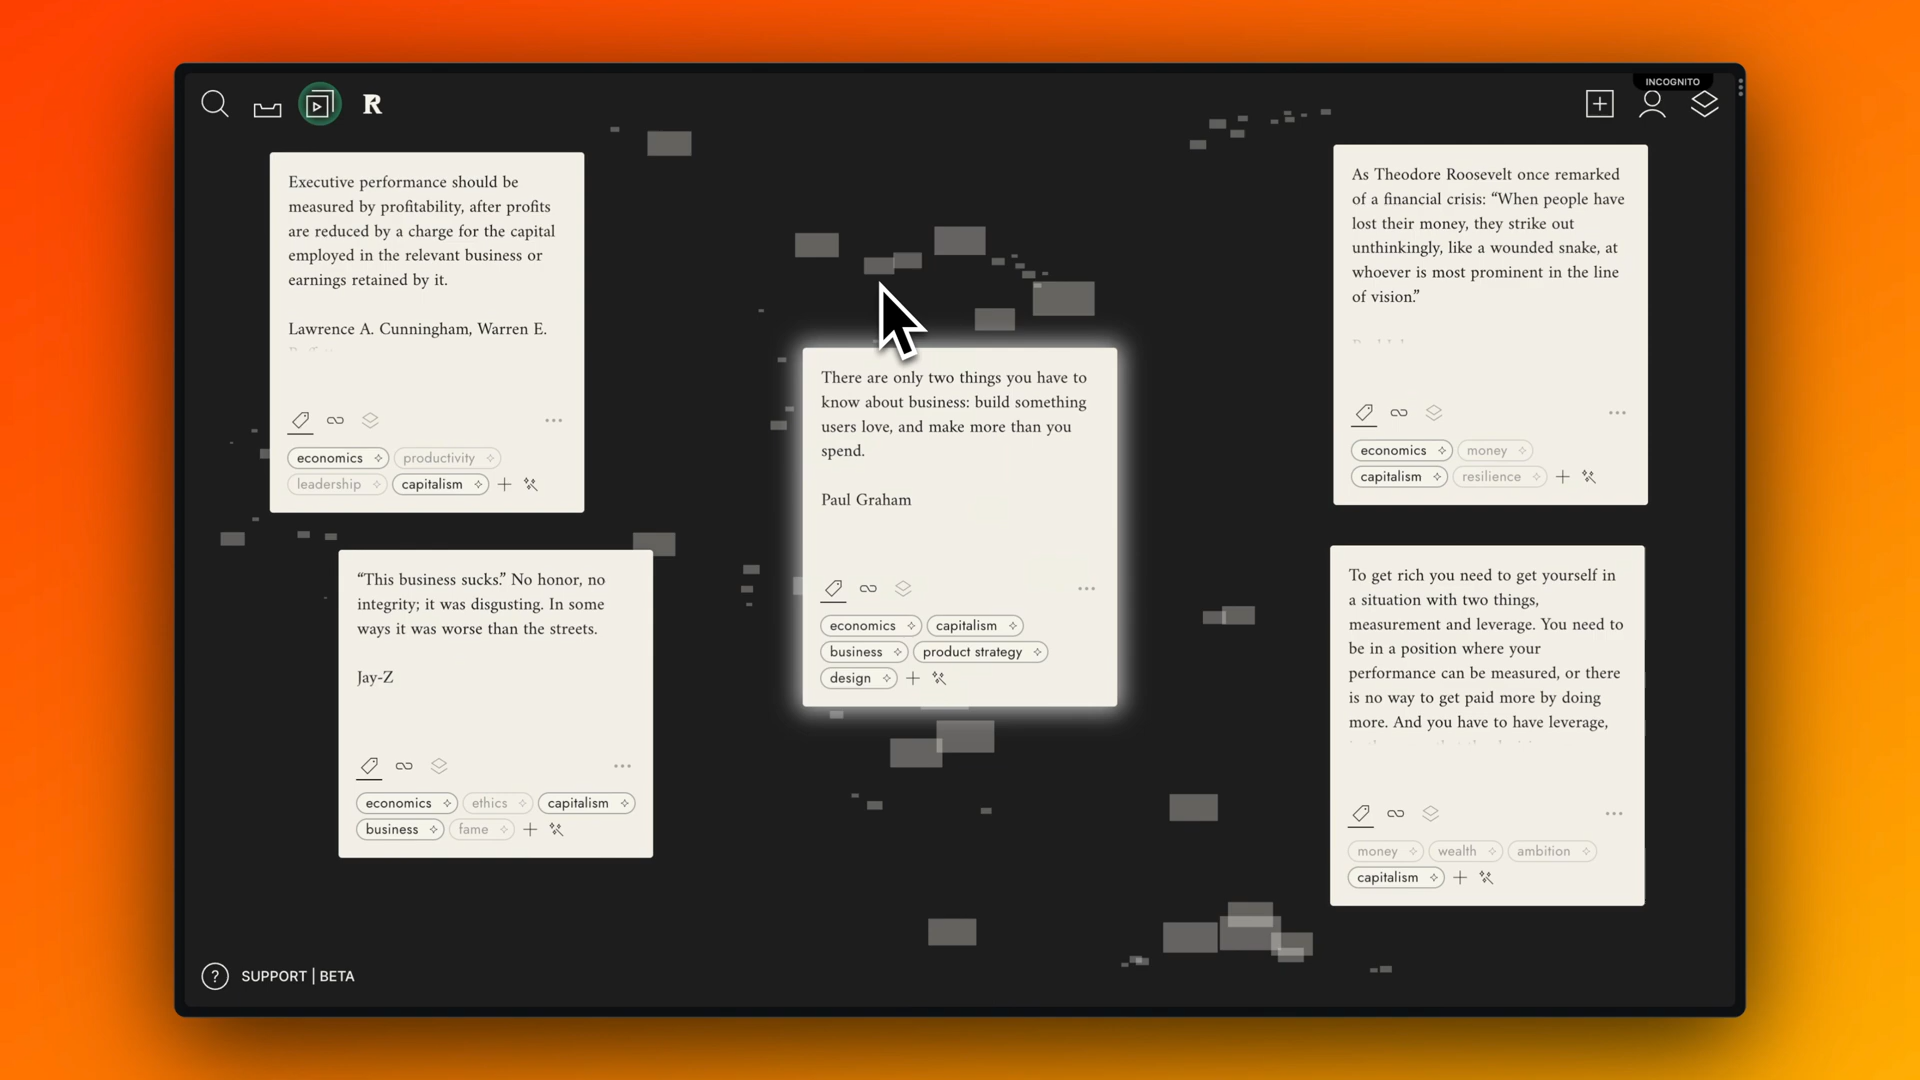 INCOGNITO
R
Executive performance should be
measured by profitability, after profits
are reduced by a charge for the capital
employed in the relevant business or
earnings retained by it.
Lawrence A. Cunningham, Warren E.
economics
productivity
leadership
capitalism
“This business sucks.” No honor, no
integrity; it was disgusting. In some
ways it was worse than the streets.
Jay-Z
economics
ethics
capitalism
business
fame
There are only two things you have to
know about business: build something
users love, and make more than you
spend.
Paul Graham
economics
capitalism
business
product strategy
design
As Theodore Roosevelt once remarked
of a financial crisis: “When people have
lost their money, they strike out
unthinkingly, like a wounded snake, at
whoever is most prominent in the line
of vision.”
economics
money
capitalism
resilience
To get rich you need to get yourself in
a situation with two things,
measurement and leverage. You need to
be in a position where your
performance can be measured, or there
is no way to get paid more by doing
more. And you have to have leverage,
money
wealth
ambition
capitalism
? SUPPORT | BETA